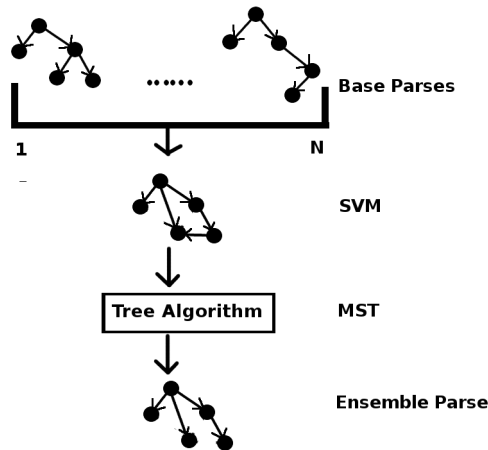 Base Parses
1
N
SVM
Tree Algorithm
MST
Ensemble Parse